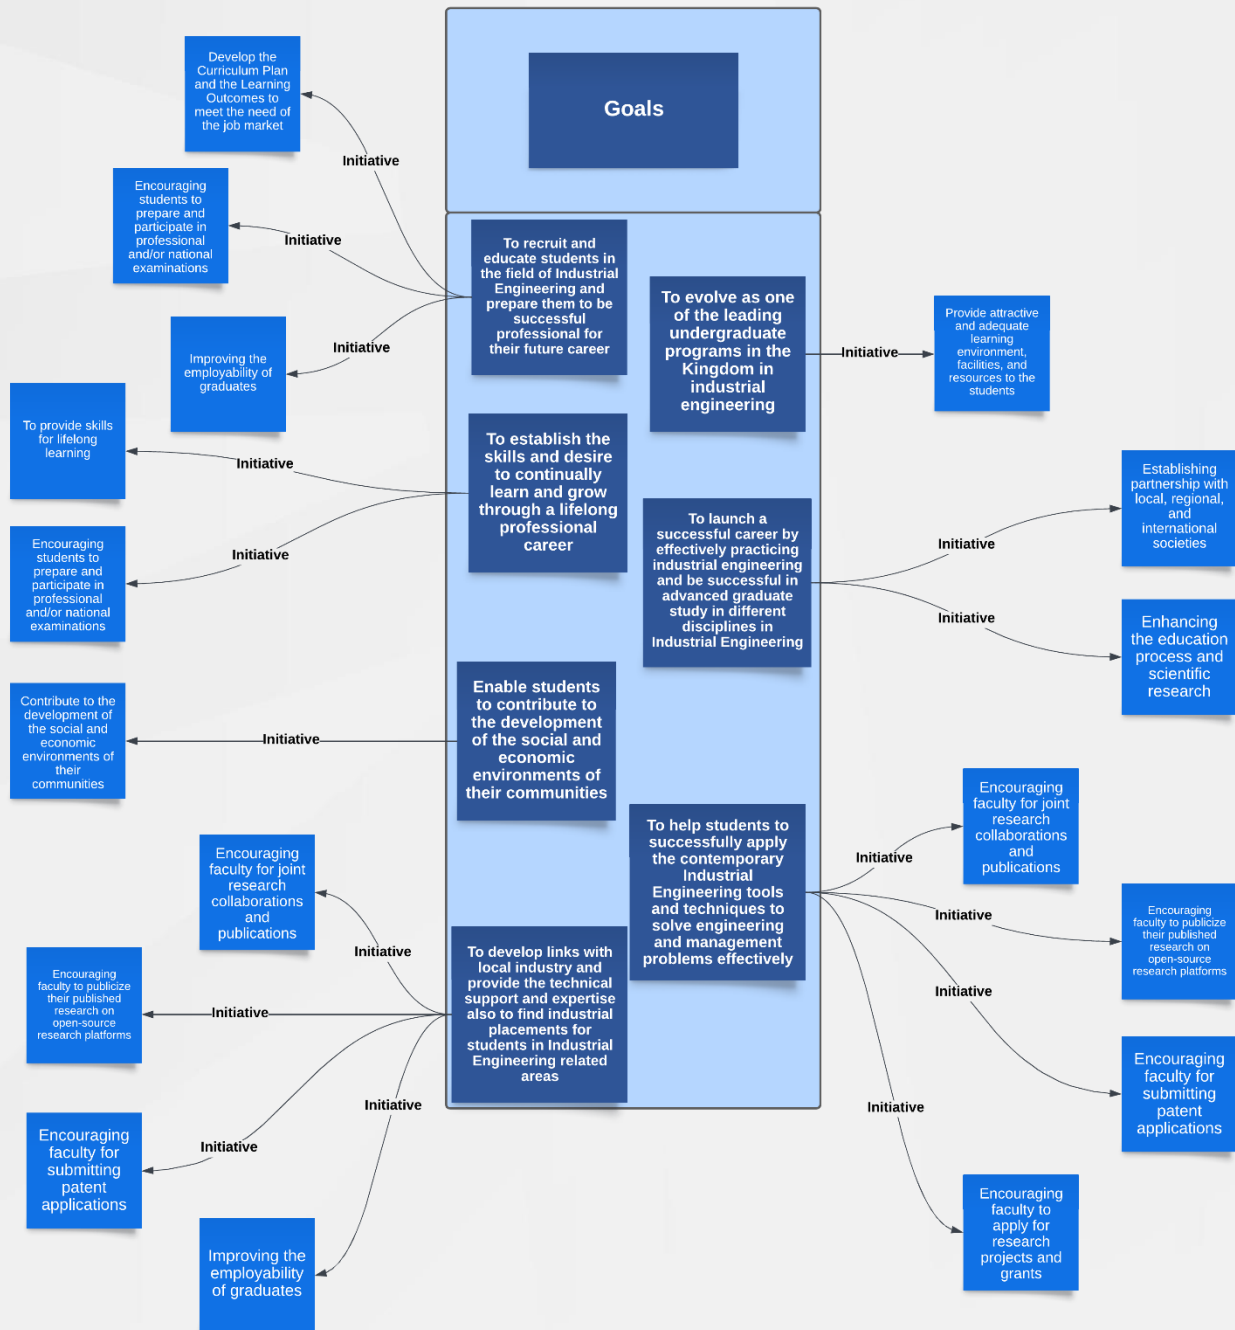 Goals
Develop the
Curriculum Plan
and the Learning
Outcomes to
meet the need of
the job market
Initiative
Encouraging
students to
prepare and
participate in
professional
and/or national
examinations
Initiative
Improving the
employability of
graduates
Initiative
To recruit and
educate students in
the field of Industrial
Engineering and
prepare them to be
successful
professional for
their future career
To evolve as one
of the leading
undergraduate
programs in the
Kingdom in
industrial
engineering
Initiative
Provide attractive
and adequate
learning
environment,
facilities, and
resources to the
students
To provide skills
for lifelong
learning
Initiative
Encouraging
students to
prepare and
participate in
professional
and/or national
examinations
Initiative
To establish the
skills and desire
to continually
learn and grow
through a lifelong
professional
career
To launch a
successful career by
effectively practicing
industrial engineering
and be successful in
advanced graduate
study in different
disciplines in
Industrial Engineering
Initiative
Establishing
partnership with
local, regional,
and
international
societies
Initiative
Enhancing
the education
process and
scientific
research
Contribute to the
development of
the social and
economic
environments of
their
communities
Initiative
Enable students
to contribute to
the development
of the social and
economic
environments of
their communities
To help students to
successfully apply
the contemporary
Industrial
Engineering tools
and techniques to
solve engineering
and management
problems effectively
Initiative
Encouraging
faculty for joint
research
collaborations
and
publications
Initiative
Encouraging
faculty to publicize
their published
research on
open-source
research platforms
Initiative
Encouraging
faculty for
submitting
patent
applications
Initiative
Encouraging
faculty to
apply for
research
projects and
grants
Encouraging
faculty for joint
research
collaborations
and
publications
Initiative
Encouraging
faculty to publicize
their published
research on
open-source
research platforms
Initiative
To develop links with
local industry and
provide the technical
support and expertise
also to find industrial
placements for
students in Industrial
Engineering related
areas
Encouraging
faculty for
submitting
patent
applications
Initiative
Improving the
employability
of graduates
Initiative